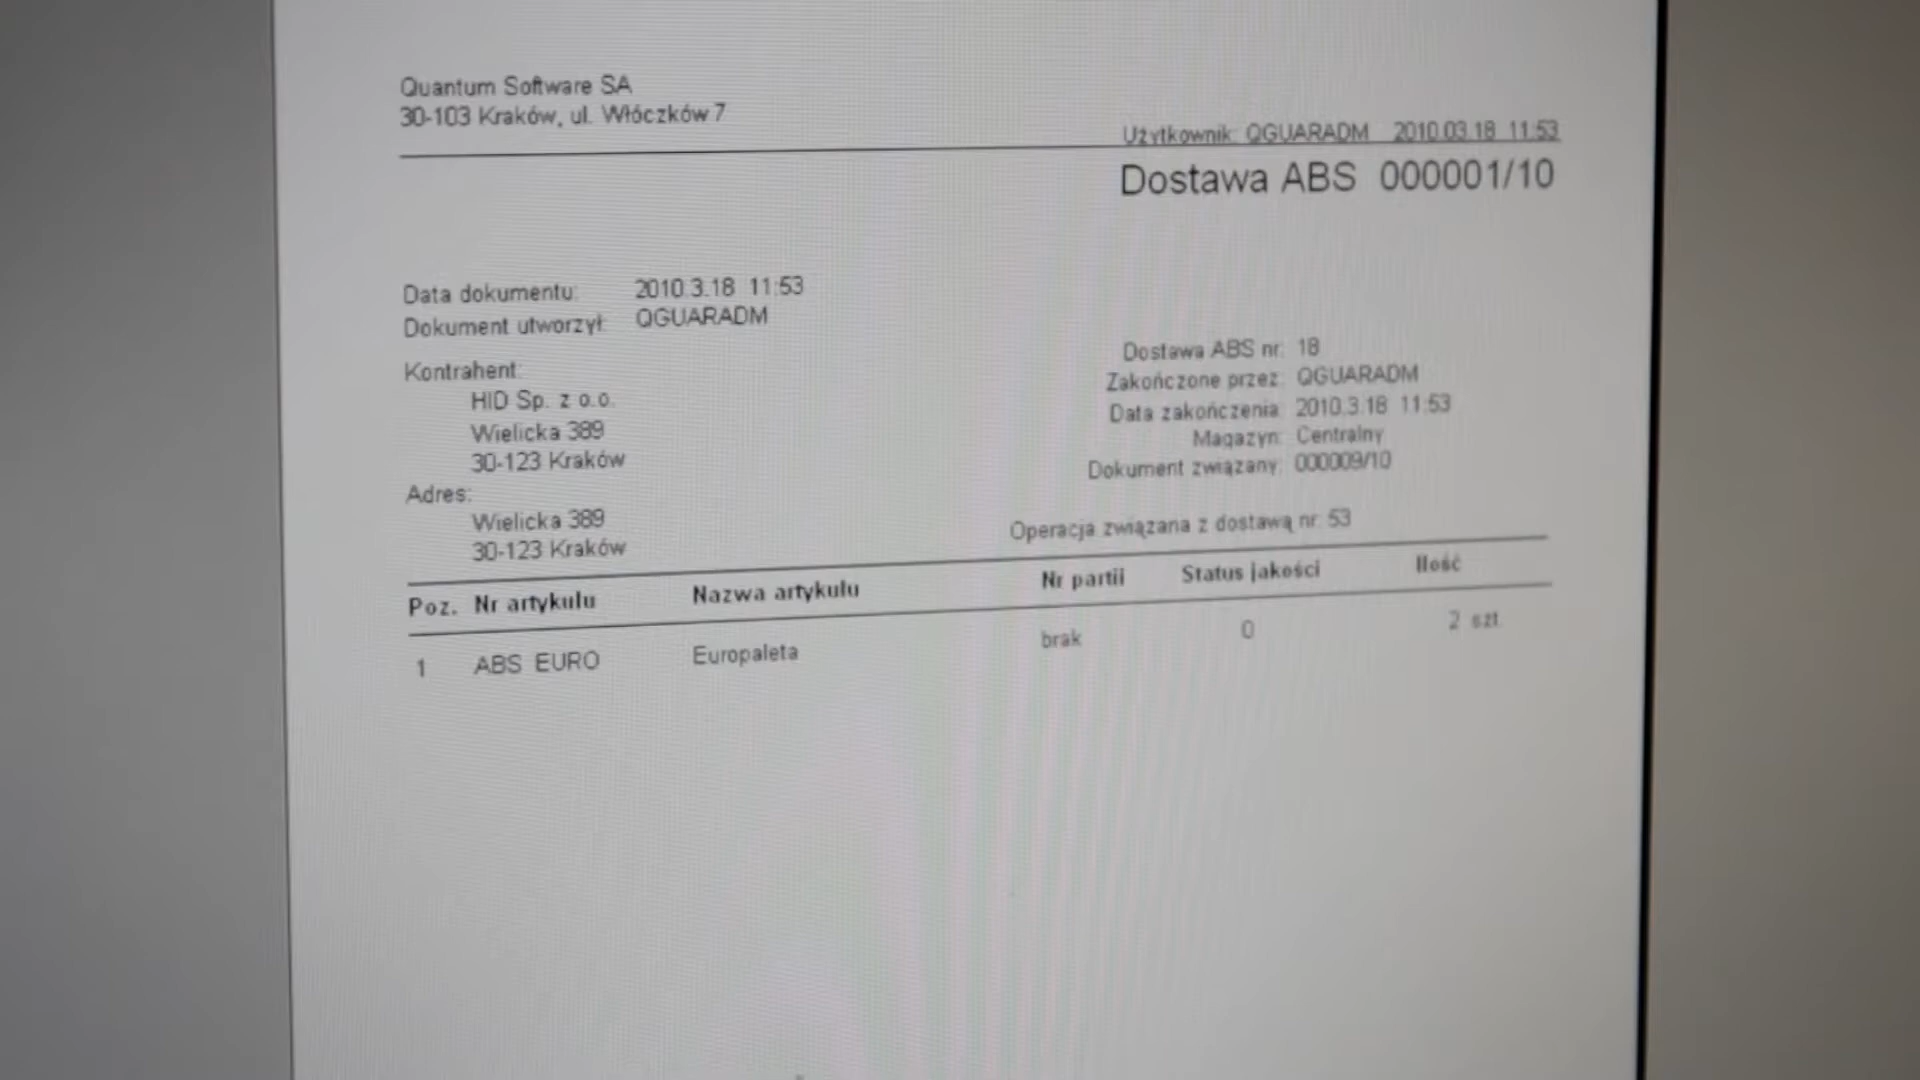 Quantum Software SA
30-103 Kraków, ul. Włóczków 7
Użytkownik: QGUARADM 2010.03.18 11:53
Dostawa ABS 000001/10
Data dokumentu: 2010.3.18 11:53
Dokument utworzył: QGUARADM
Kontrahent:
HID Sp. z o.o.
Wielicka 389
30-123 Kraków
Adres:
Wielicka 389
30-123 Kraków
Dostawa ABS nr: 18
Zakończone przez: QGUARADM
Data zakończenia: 2010.3.18 11:53
Magazyn: Centralny
Dokument związany: 000009/10
Operacja związana z dostawą nr: 53
Poz. Nr artykułu Nazwa artykułu Nr partii Status jakości Ilość
1 ABS EURO Europaleta brak 0 2 szt.